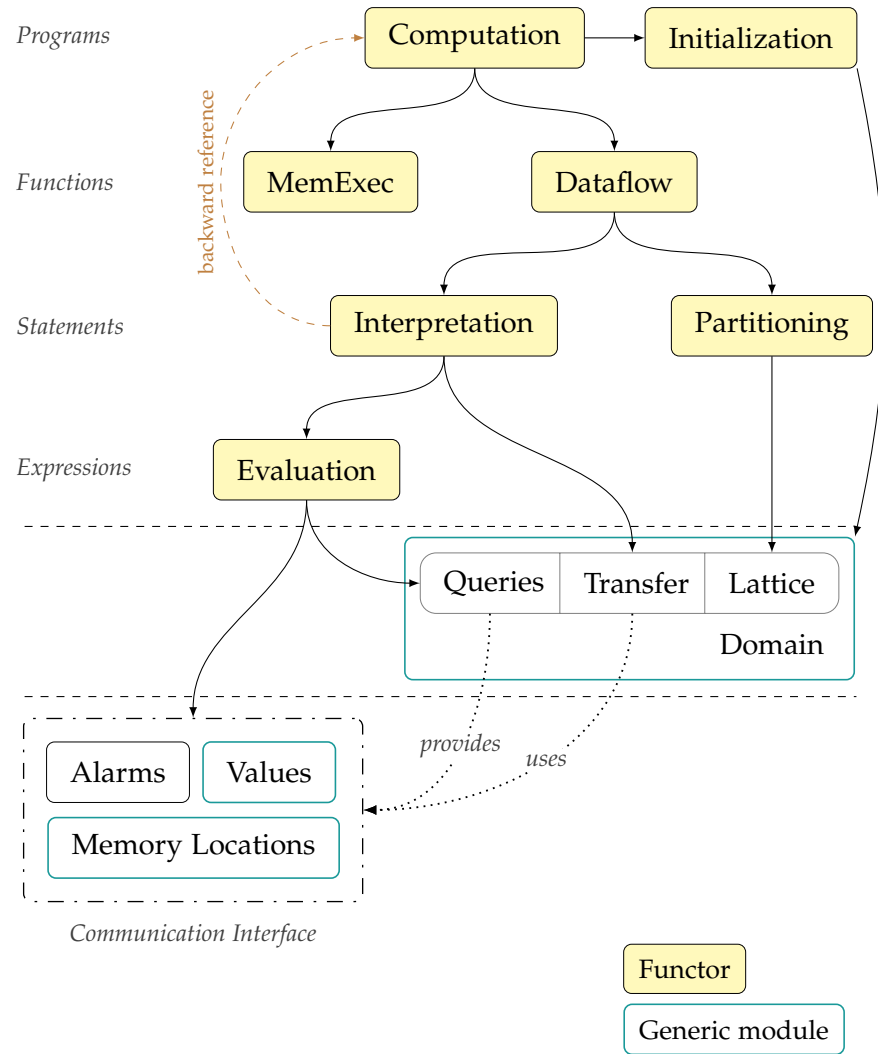 Programs
Computation
Initialization
backward reference
Functions
MemExec
Dataflow
Statements
Interpretation
Partitioning
Expressions
Evaluation
Queries
Transfer
Lattice
Domain
provides
uses
Alarms
Values
Memory Locations
Communication Interface
Functor
Generic module